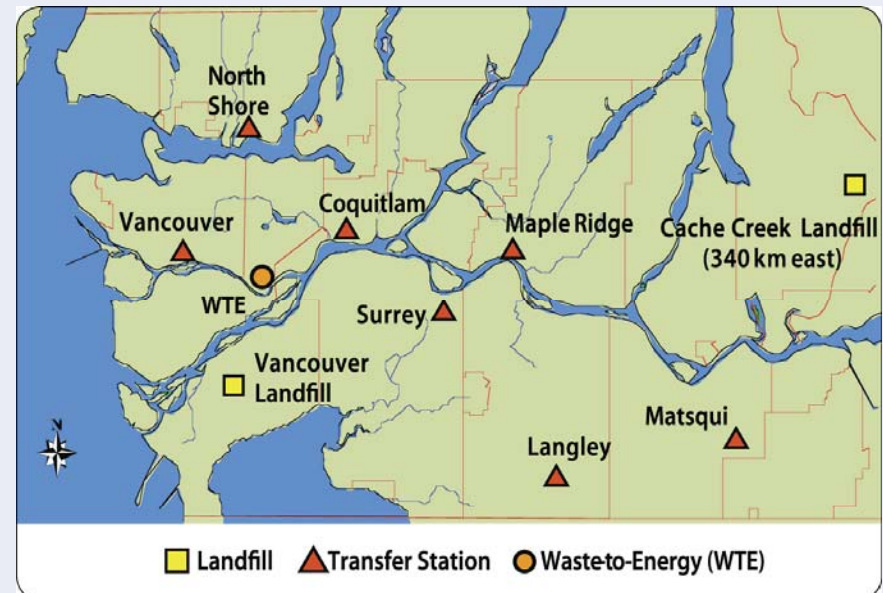 North
Shore
Vancouver
Coquitlam
Maple Ridge
Cache Creek Landfill
(340 km east)
WTE
Surrey
Vancouver
Landfill
Matsqui
Langley
N
Landfill Transfer Station Waste-to-Energy (WTE)